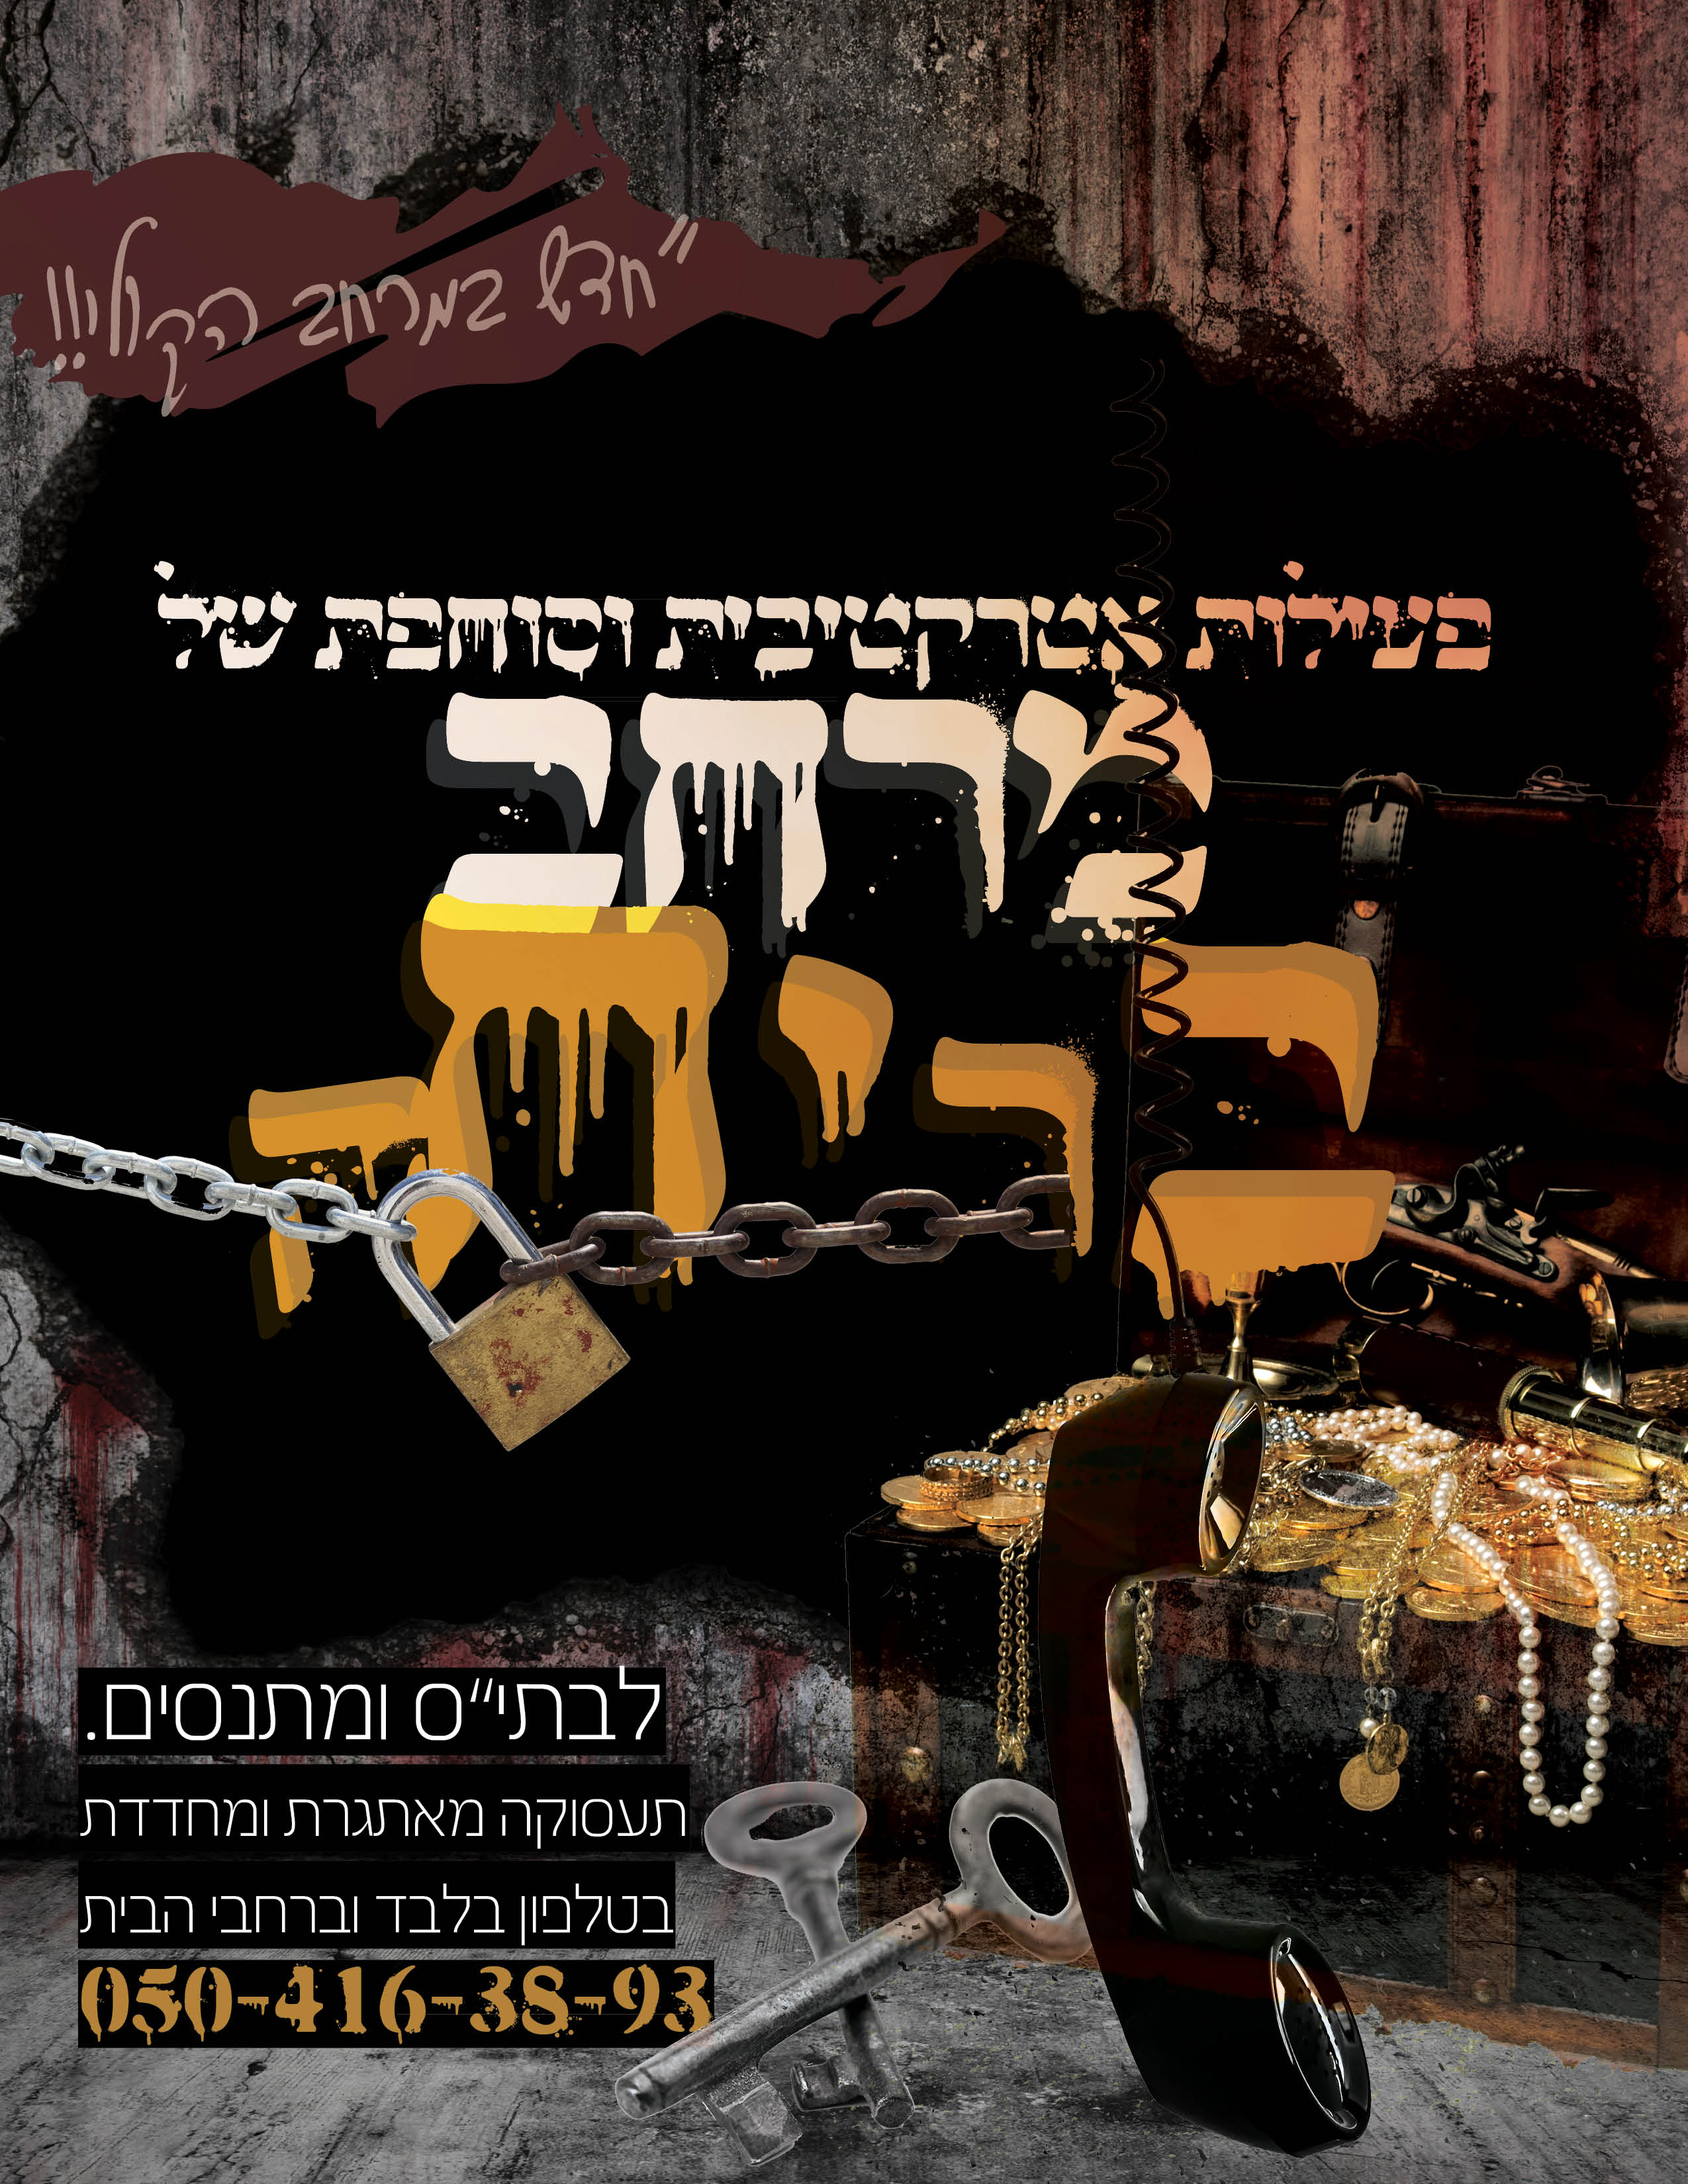 "חדש במרחב הקולי!!!
פעילות אטרקטיבית וסוחפת של
מרחב
בריחה
לבתי"ס ומתנסים.
תעסוקה מאתגרת ומחדדת
בטלפון בלבד וברחבי הבית
050-416-38-93